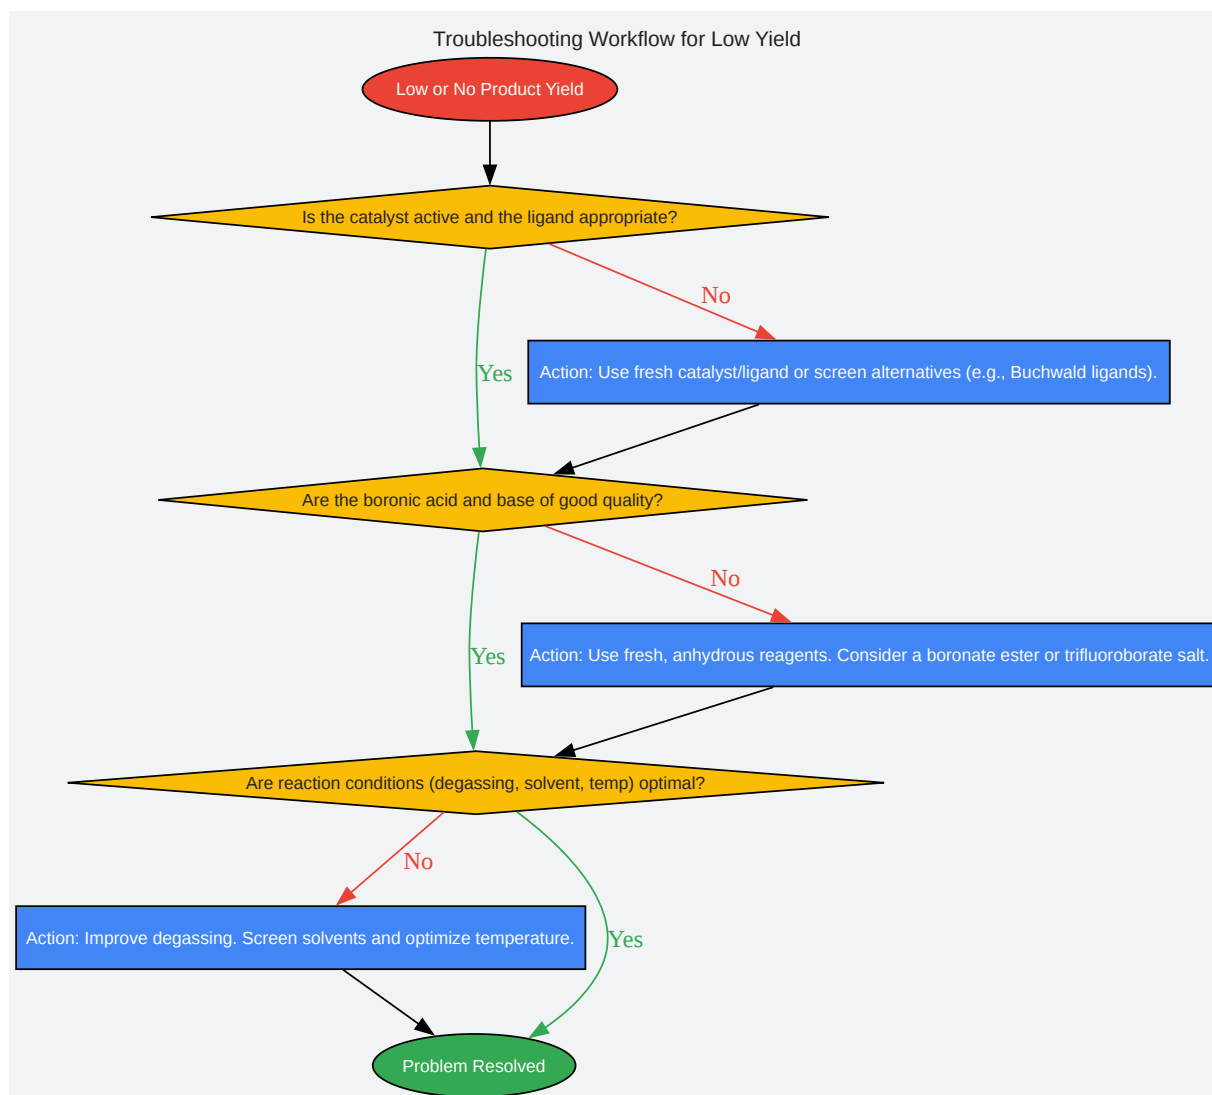 Troubleshooting Workflow for Low Yield
Low or No Product Yield
Is the catalyst active and the ligand appropriate?
No
Yes
Action: Use fresh catalyst/ligand or screen alternatives (e.g., Buchwald ligands).
Are the boronic acid and base of good quality?
No
Yes
Action: Use fresh, anhydrous reagents. Consider a boronate ester or trifluoroborate salt.
Are reaction conditions (degassing, solvent, temp) optimal?
No
Action: Improve degassing. Screen solvents and optimize temperature.
Yes
Problem Resolved